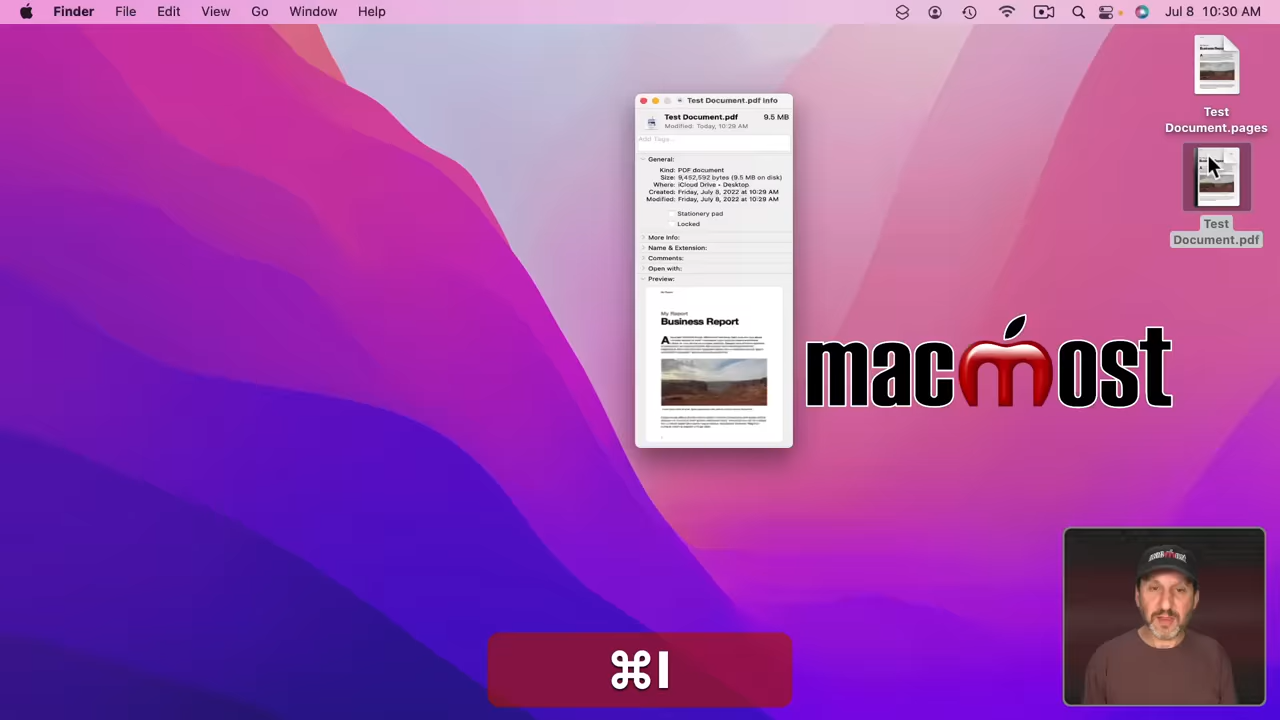 Finder File Edit View Go Window Help
Jul 8 10:30 AM
Test
Document.pages
Test
Document.pdf
Test Document.pdf Info
Test Document.pdf 9.5 MB
Modified: Today, 10:29 AM
Add Tags...
General:
Kind: PDF document
Size: 9,452,592 bytes (9.5 MB on disk)
Where: iCloud Drive • Desktop
Created: Friday, July 8, 2022 at 10:29 AM
Modified: Friday, July 8, 2022 at 10:29 AM
Stationery pad
Locked
More Info:
Name & Extension:
Comments:
Open with:
Preview:
My Report
Business Report
macmost
⌘I